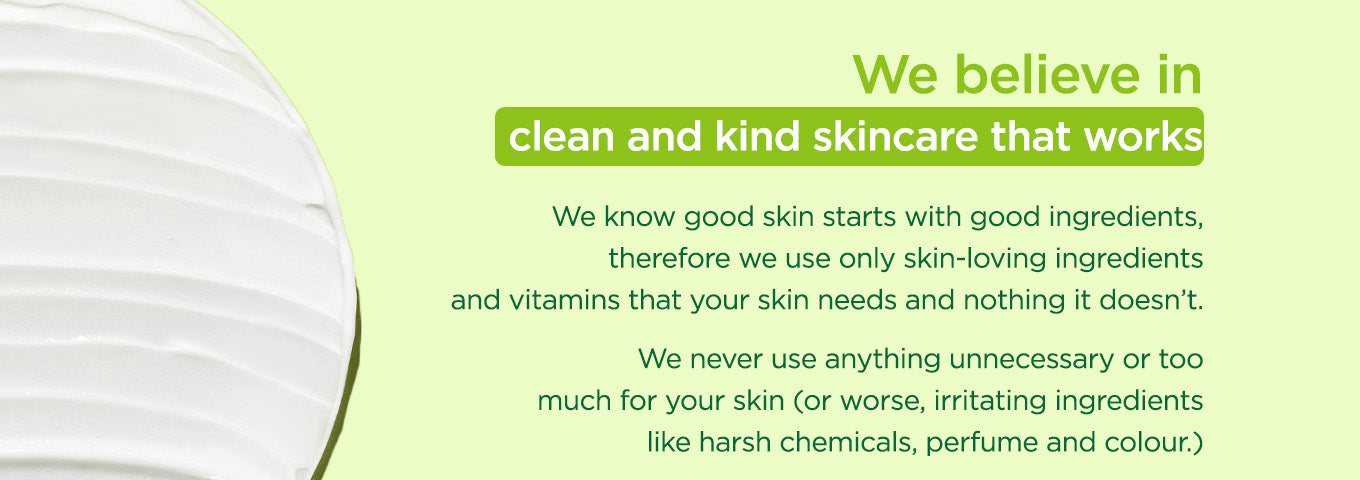 We believe in
clean and kind skincare that works
We know good skin starts with good ingredients,
therefore we use only skin-loving ingredients
and vitamins that your skin needs and nothing it doesn’t.
We never use anything unnecessary or too
much for your skin (or worse, irritating ingredients
like harsh chemicals, perfume and colour.)